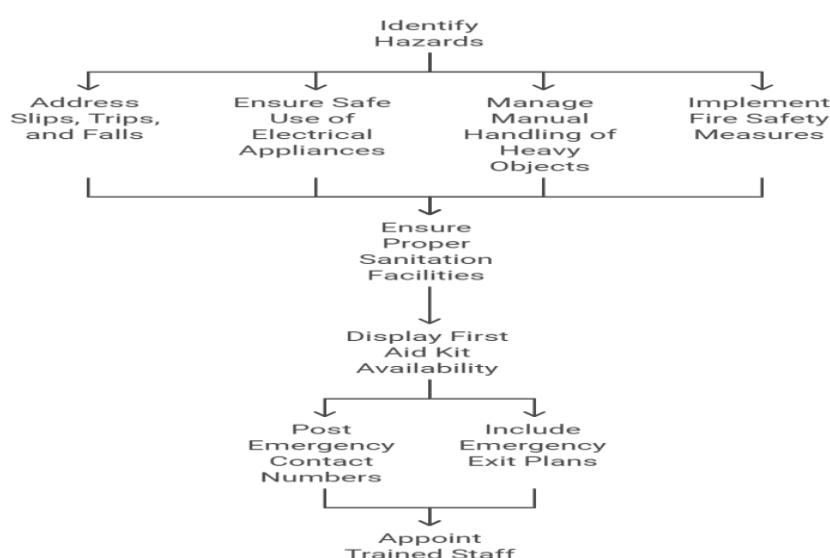 Identify
Hazards
Address
Slips, Trips,
and Falls
Ensure Safe
Use of
Electrical
Appliances
Manage
Manual
Handling of
Heavy
Objects
Implement
Fire Safety
Measures
Ensure
Proper
Sanitation
Facilities
Display First
Aid Kit
Availability
Post
Emergency
Contact
Numbers
Include
Emergency
Exit Plans
Appoint
Trained Staff